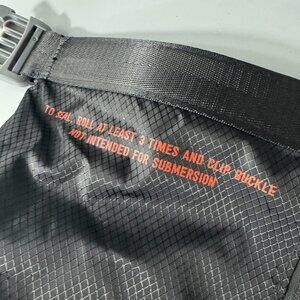 TO SEAL, ROLL AT LEAST 3 TIMES AND CLIP BUCKLE
NOT INTENDED FOR SUBMERSION